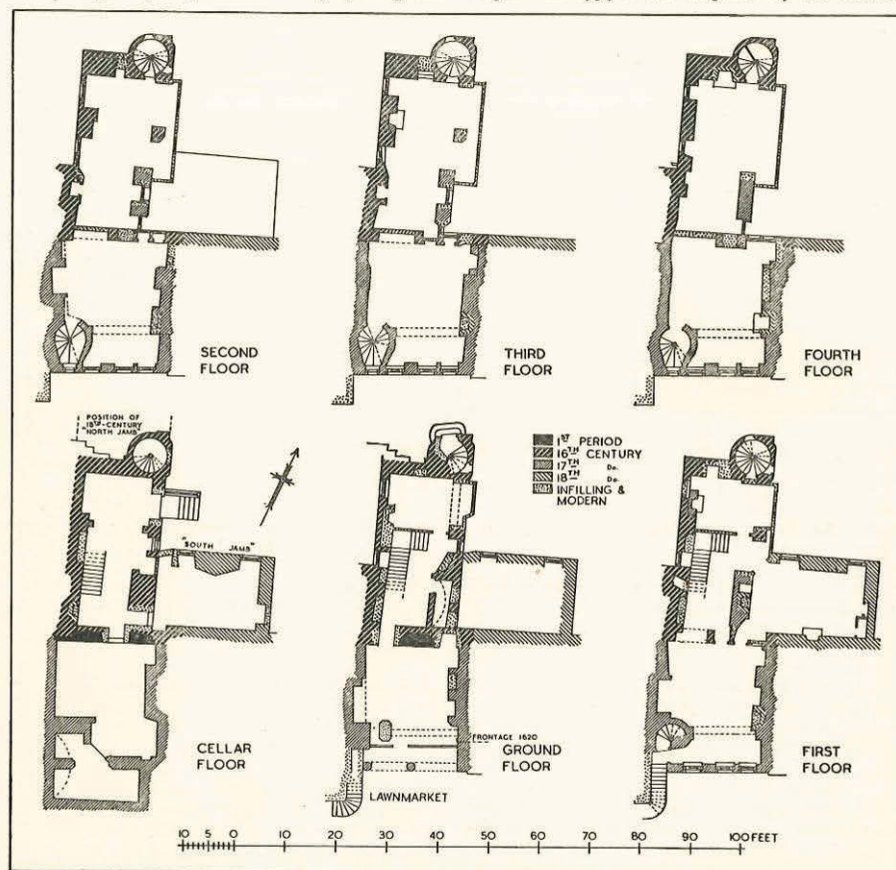 SECOND
FLOOR
THIRD
FLOOR
FOURTH
FLOOR
POSITION OF
18TH-CENTURY
"NORTH JAMB"
"SOUTH JAMB"
CELLAR
FLOOR
1ST PERIOD
16TH CENTURY
17TH Do.
18TH Do.
INFILLING &
MODERN
FRONTAGE 1620
GROUND
FLOOR
LAWNMARKET
FIRST
FLOOR
10 5 0 10 20 30 40 50 60 70 80 90 100 FEET